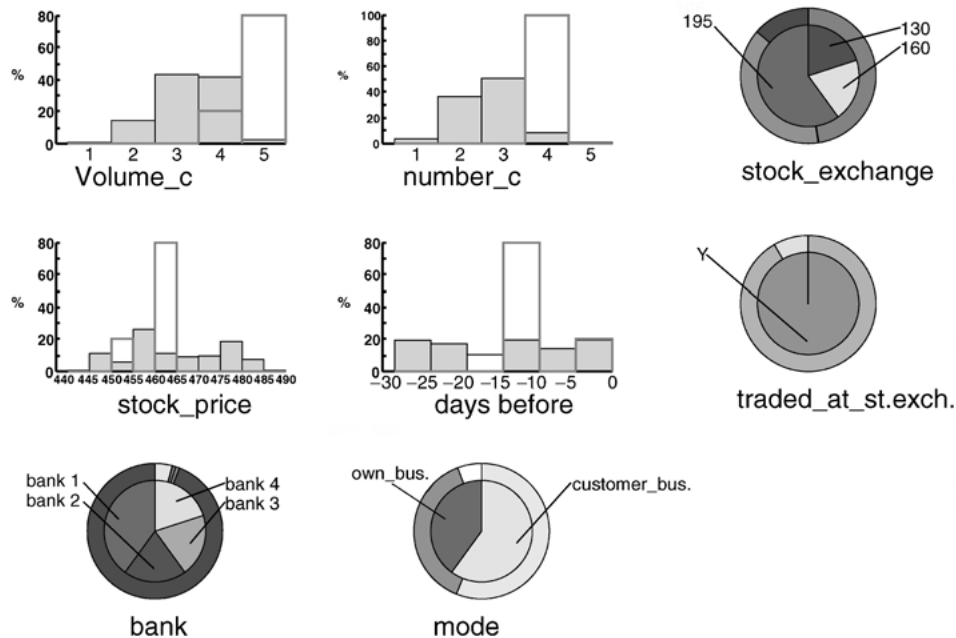 80
60
%
40
20
0
1 2 3 4 5
Volume_c
100
80
60
%
40
20
0
1 2 3 4 5
number_c
195
130
160
stock_exchange
80
60
%
40
20
0
440 445 450 455 460 465 470 475 480 485 490
stock_price
80
60
%
40
20
0
−30 −25 −20 −15 −10 −5 0
days before
Y
traded_at_st.exch.
bank 1
bank 2
bank 4
bank 3
bank
own_bus.
customer_bus.
mode